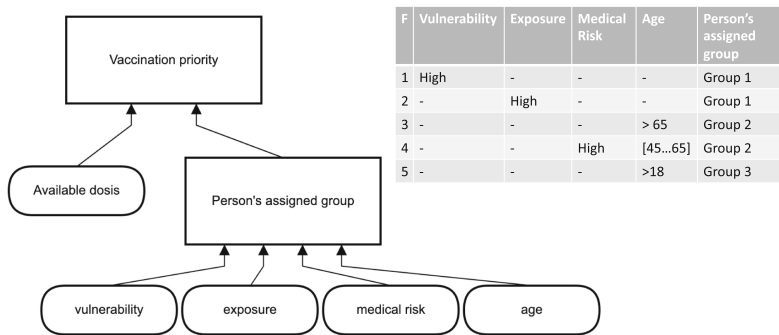 Vaccination priority
Available dosis
Person's assigned group
vulnerability
exposure
medical risk
age
F Vulnerability Exposure Medical Risk Age Person's assigned group
1 High - - - Group 1
2 - High - - Group 1
3 - - - > 65 Group 2
4 - - High [45...65] Group 2
5 - - - >18 Group 3